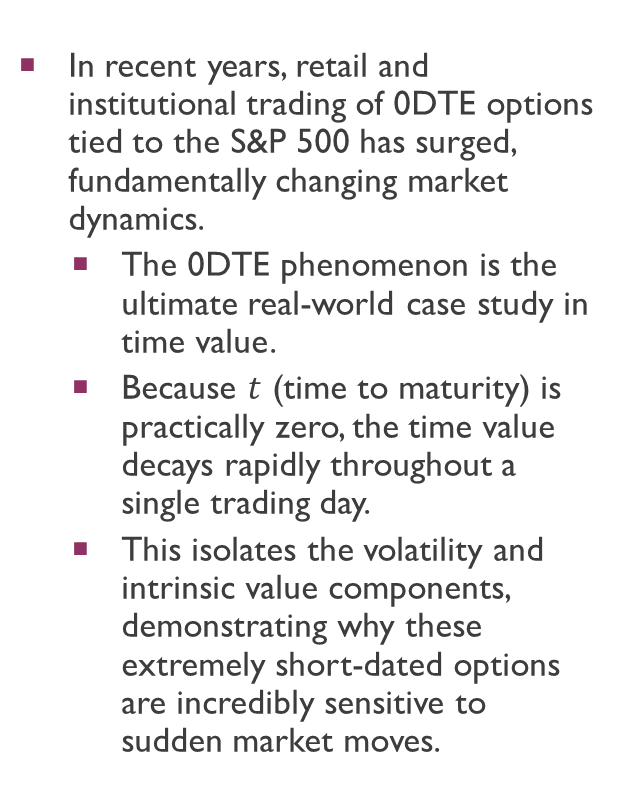 In recent years, retail and
institutional trading of 0DTE options
tied to the S&P 500 has surged,
fundamentally changing market
dynamics.
The 0DTE phenomenon is the
ultimate real-world case study in
time value.
Because t (time to maturity) is
practically zero, the time value
decays rapidly throughout a
single trading day.
This isolates the volatility and
intrinsic value components,
demonstrating why these
extremely short-dated options
are incredibly sensitive to
sudden market moves.